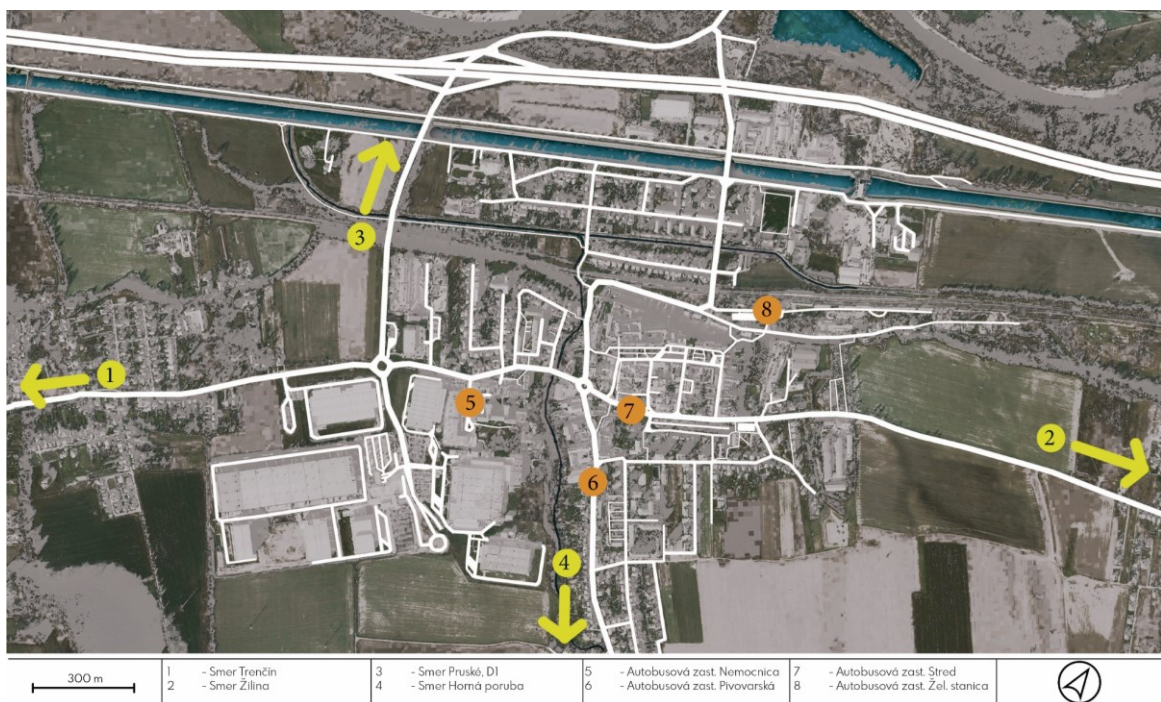 3
8
1
5
7
2
6
4
300 m
1 - Smer Trenčín
2 - Smer Žilina
3 - Smer Pruské, D1
4 - Smer Horná poruba
5 - Autobusová zast. Nemocnica
6 - Autobusová zast. Pivovarská
7 - Autobusová zast. Stred
8 - Autobusová zast. Žel. stanica